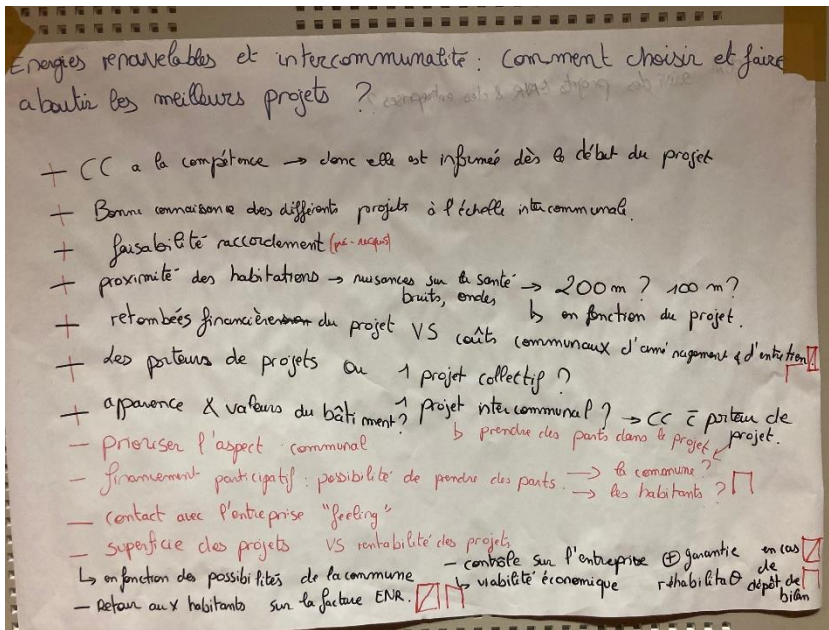 Energies renouvelables et intercommunalité : comment choisir et faire
aboutir les meilleurs projets ?
+ CC a la compétence → donc elle est informée dès le début du projet
+ Bonne connaissance des différents projets à l'échelle intercommunale.
+ faisabilité raccordement (pré-requis)
+ proximité des habitations → nuisances sur la santé → 200m ? 100m ?
bruits, ondes ↳ en fonction du projet.
+ retombées financières du projet VS coûts communaux d'aménagement & d'entretien
+ des porteurs de projets ou 1 projet collectif ?
+ apparence & valeurs du bâtiment ? 1 projet intercommunal ? → CC c̄ porteur de
projet.
- prioriser l'aspect communal ↳ prendre des parts dans le projet
- financement participatif : possibilité de prendre des parts. → la commune ?
→ les habitants ?
- contact avec l'entreprise "feeling"
- superficie des projets VS rentabilité des projets
↳ en fonction des possibilités de la commune
- Retour aux habitants sur la facture ENR.
- contrôle sur l'entreprise ⊕ garantie en cas
↳ viabilité économique réhabilitaθ de
dépôt de
bilan